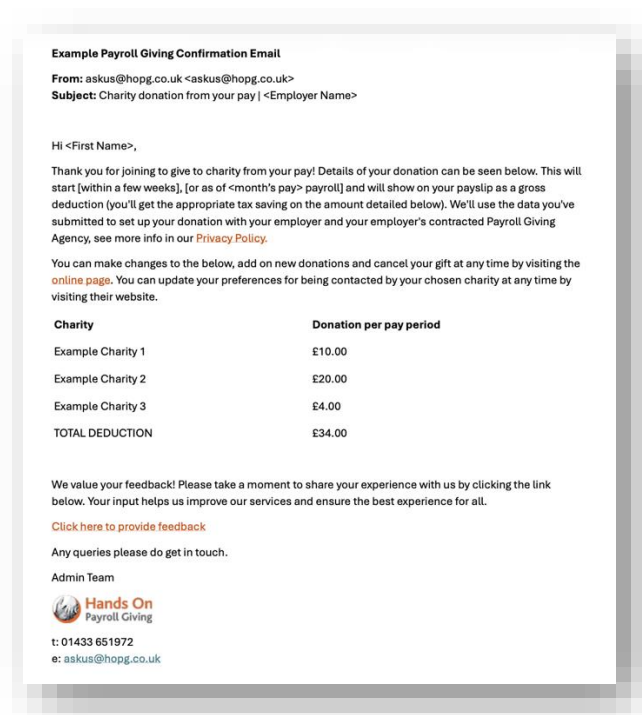 Example Payroll Giving Confirmation Email
From: askus@hopg.co.uk <askus@hopg.co.uk>
Subject: Charity donation from your pay | <Employer Name>
Hi <First Name>,
Thank you for joining to give to charity from your pay! Details of your donation can be seen below. This will
start [within a few weeks], [or as of <month's pay> payroll] and will show on your payslip as a gross
deduction (you'll get the appropriate tax saving on the amount detailed below). We'll use the data you've
submitted to set up your donation with your employer and your employer's contracted Payroll Giving
Agency, see more info in our Privacy Policy.
You can make changes to the below, add on new donations and cancel your gift at any time by visiting the
online page. You can update your preferences for being contacted by your chosen charity at any time by
visiting their website.
Charity Donation per pay period
Example Charity 1 £10.00
Example Charity 2 £20.00
Example Charity 3 £4.00
TOTAL DEDUCTION £34.00
We value your feedback! Please take a moment to share your experience with us by clicking the link
below. Your input helps us improve our services and ensure the best experience for all.
Click here to provide feedback
Any queries please do get in touch.
Admin Team
Hands On
Payroll Giving
t: 01433 651972
e: askus@hopg.co.uk